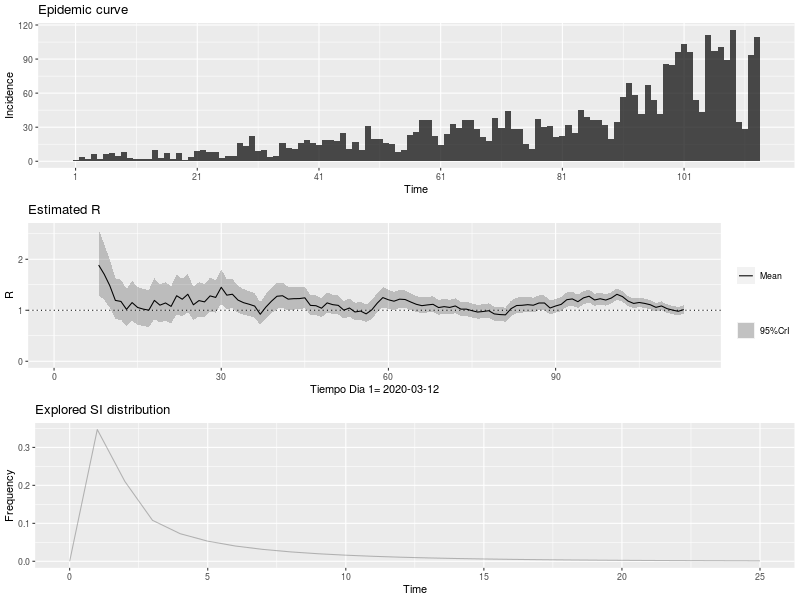 Epidemic curve
120
90
60
30
0
Incidence
1
21
41
61
81
101
Time
Estimated R
2
1
0
R
0
30
60
90
Tiempo Dia 1= 2020-03-12
Mean
95%CrI
Explored SI distribution
0.3
0.2
0.1
0.0
Frequency
0
5
10
15
20
25
Time